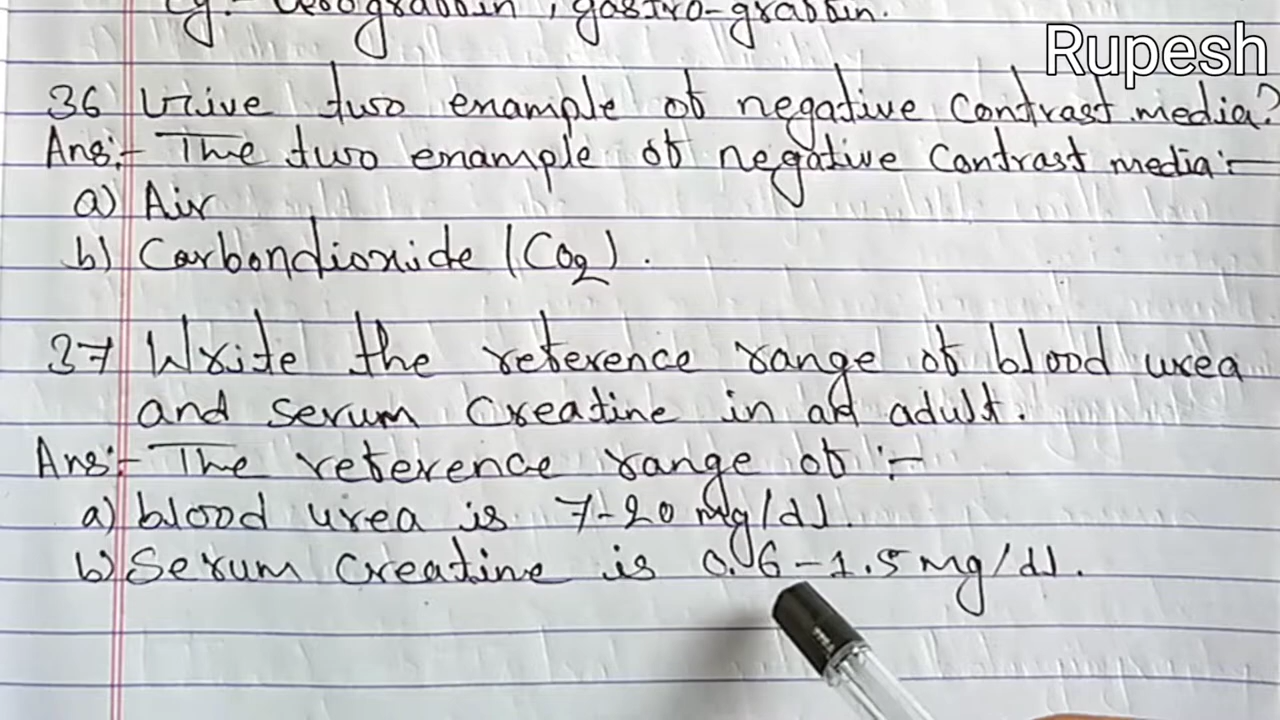 gastro-grabbin.
Rupesh
36 Give two example of negative contrast media?
Ans:- The two example of negative contrast media:-
a) Air
b) Carbondioxide (CO2).
37 Write the reference range of blood urea
and serum creatine in an adult.
Ans:- The reference range of :-
a) blood urea is 7-20 mg/dl.
b) Serum creatine is 0.6-1.5 mg/dl.